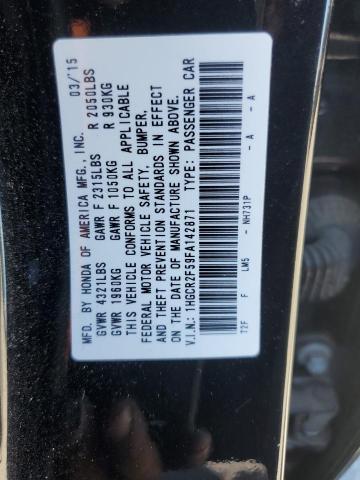 MFD. BY HONDA OF AMERICA MFG., INC. 03/15
GVWR 4321LBS GAWR F 2315LBS R 2050LBS
GVWR 1960KG GAWR F 1050KG R 930KG
THIS VEHICLE CONFORMS TO ALL APPLICABLE
FEDERAL MOTOR VEHICLE SAFETY, BUMPER,
AND THEFT PREVENTION STANDARDS IN EFFECT
ON THE DATE OF MANUFACTURE SHOWN ABOVE.
V.I.N.: 1HGCR2F59FA142871 TYPE: PASSENGER CAR
T2F F LM5 - NH731P - A - A